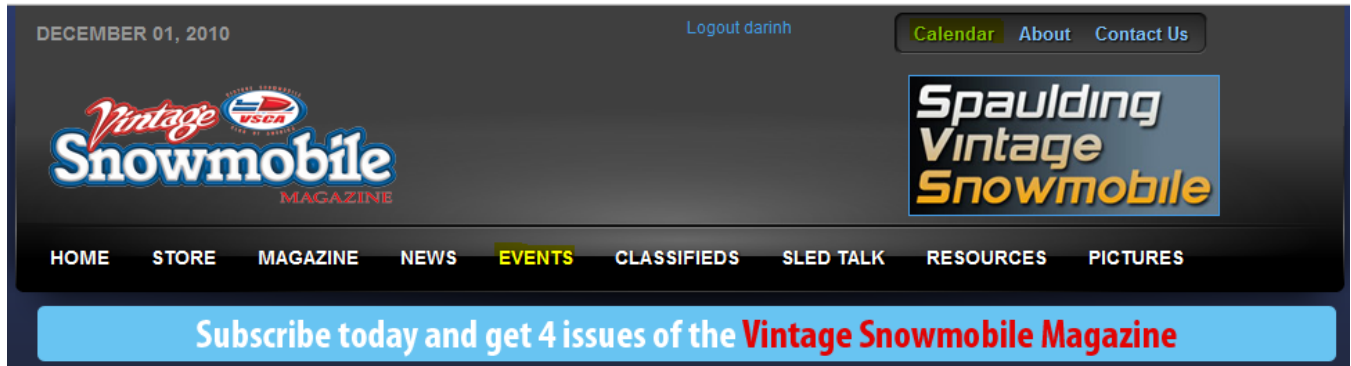 DECEMBER 01, 2010
Logout darinh
Calendar About Contact Us
Vintage
VSCA
Snowmobile
MAGAZINE
Spaulding
Vintage
Snowmobile
HOME STORE MAGAZINE NEWS EVENTS CLASSIFIEDS SLED TALK RESOURCES PICTURES
Subscribe today and get 4 issues of the Vintage Snowmobile Magazine